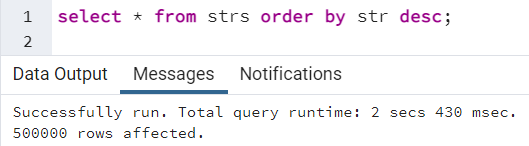 1 select * from strs order by str desc;
2
Data Output Messages Notifications
Successfully run. Total query runtime: 2 secs 430 msec.
500000 rows affected.